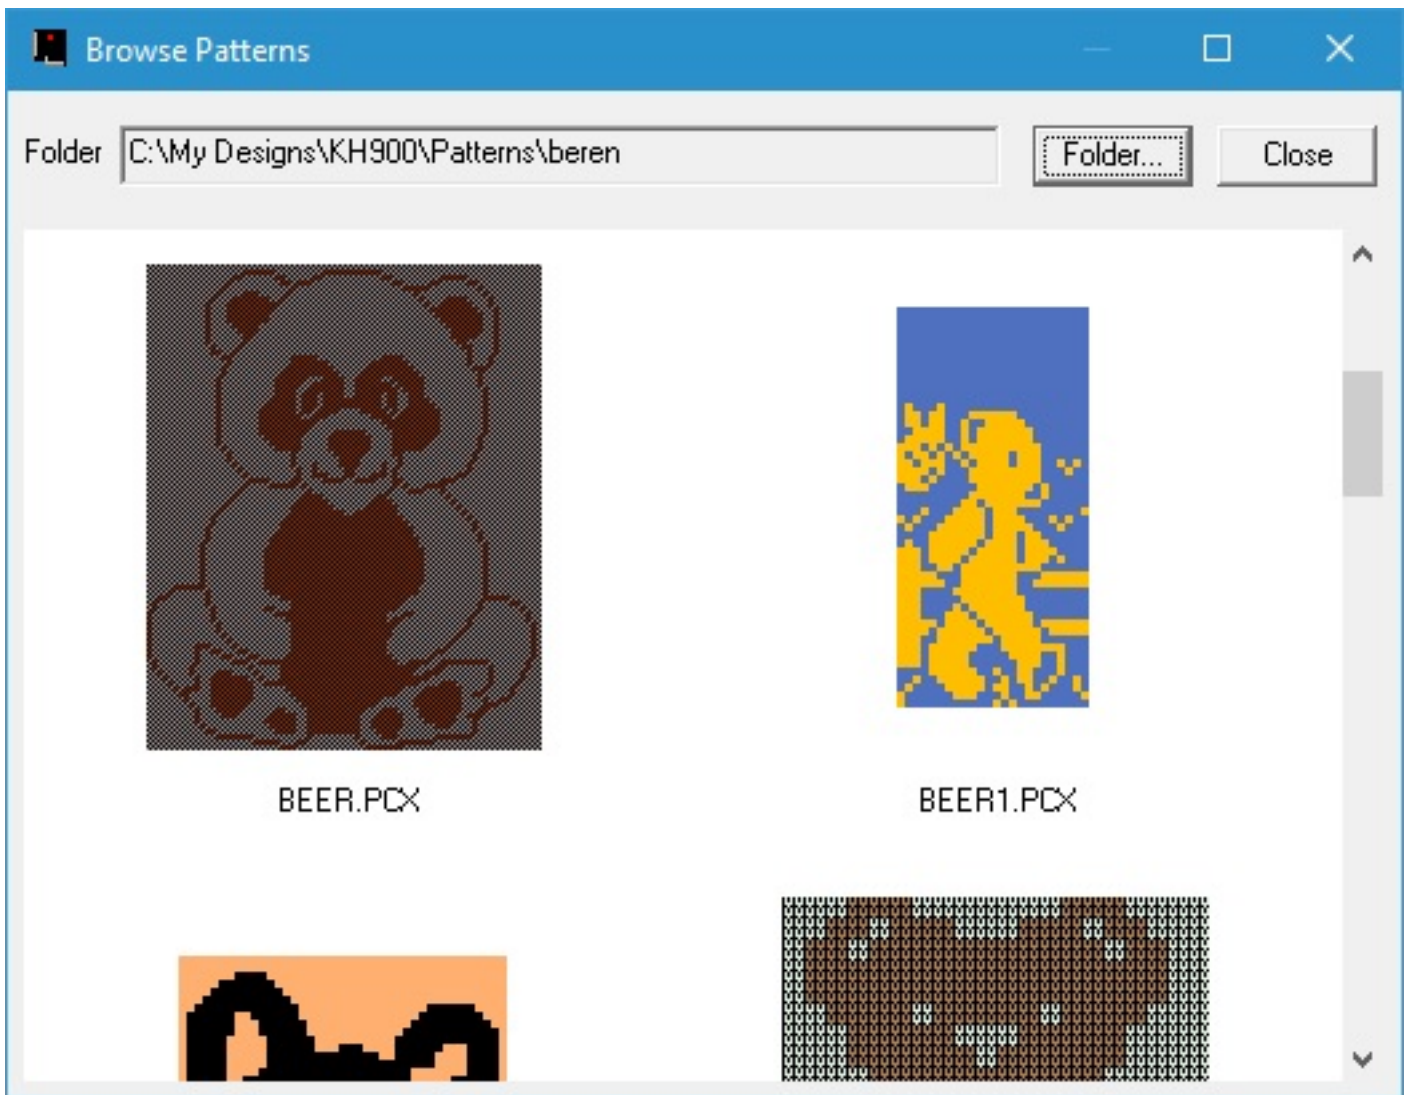 Browse Patterns
Folder C:\My Designs\KH900\Patterns\beren Folder... Close
BEER.PCX BEER1.PCX